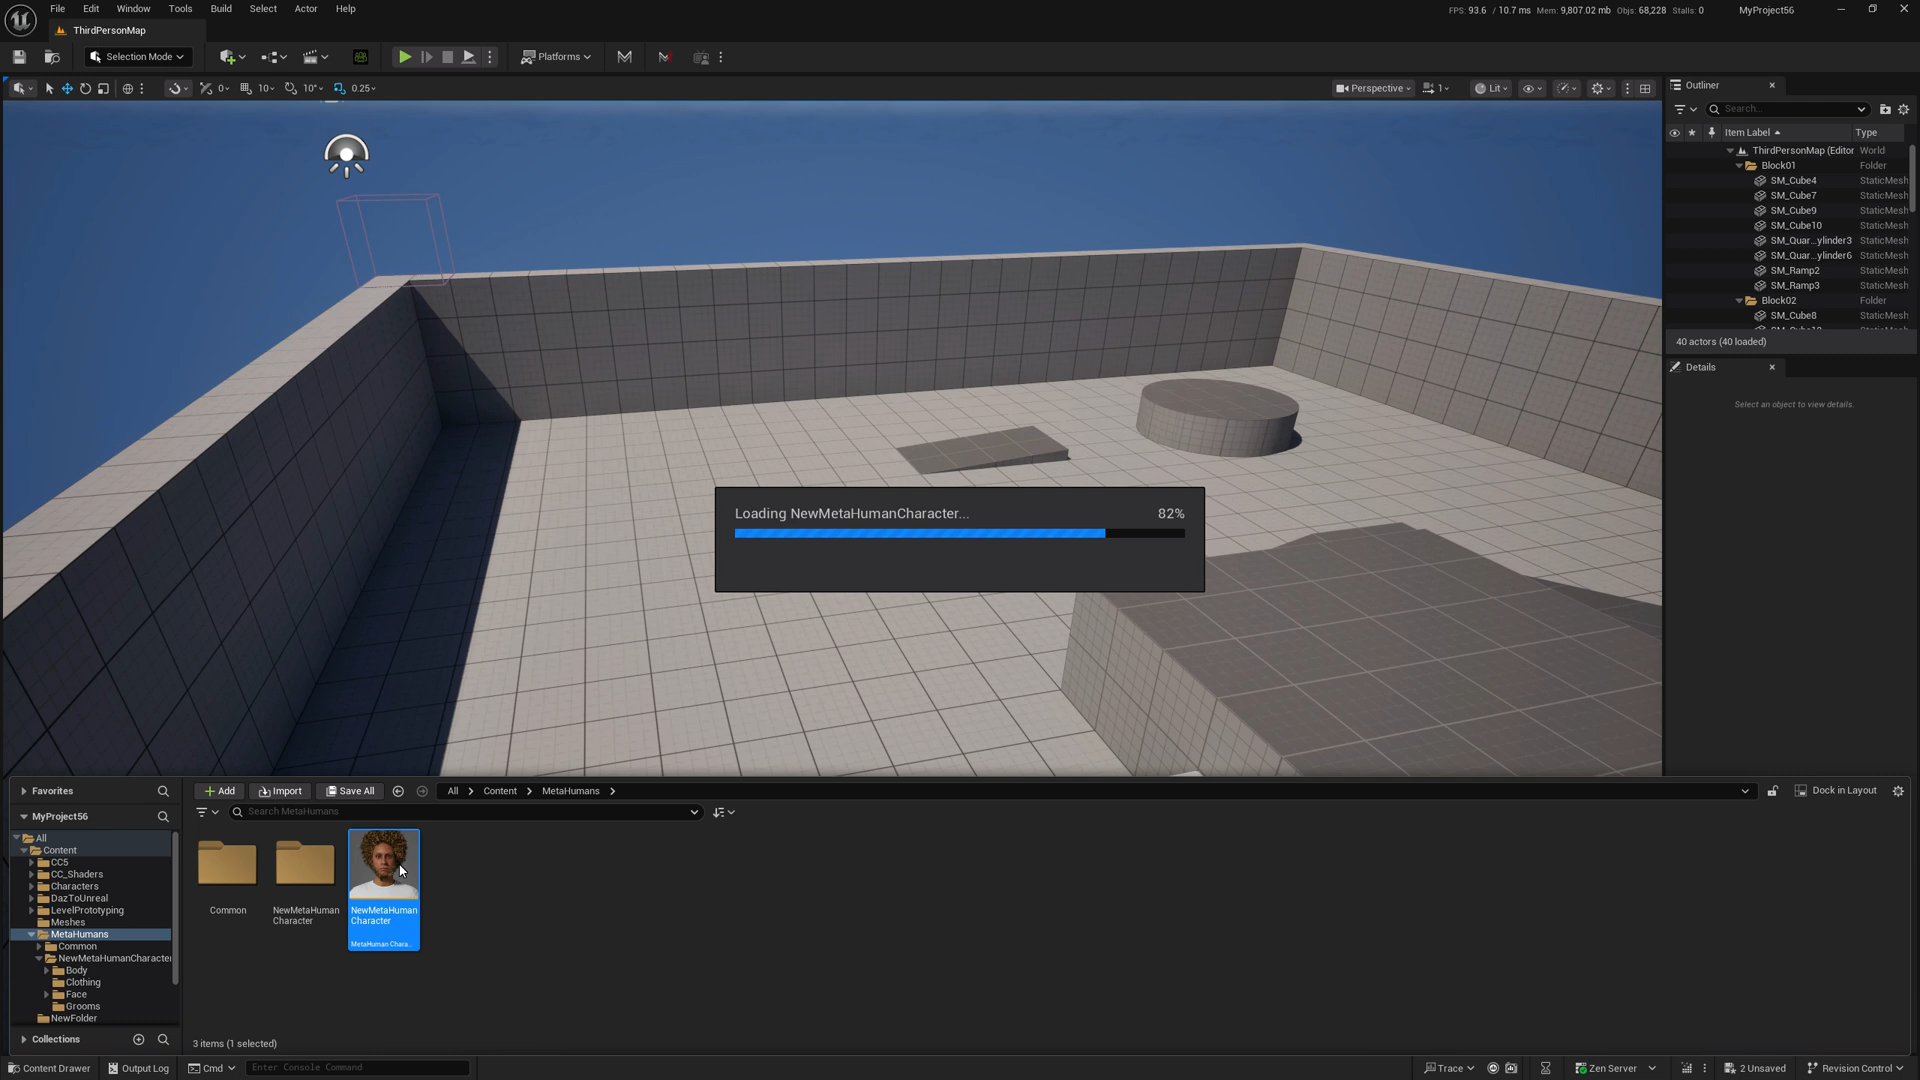 File Edit Window Tools Build Select Actor Help
FPS: 93.6 / 10.7 ms Mem: 9,807.02 mb Objs: 68,228 Stalls: 0 MyProject56
ThirdPersonMap
Selection Mode Platforms
0 10 10° 0.25 Perspective 1 Lit
Outliner
Search...
Item Label Type
ThirdPersonMap (Editor World
Block01 Folder
SM_Cube4 StaticMesh
SM_Cube7 StaticMesh
SM_Cube9 StaticMesh
SM_Cube10 StaticMesh
SM_Quar...ylinder3 StaticMesh
SM_Quar...ylinder6 StaticMesh
SM_Ramp2 StaticMesh
SM_Ramp3 StaticMesh
Block02 Folder
SM_Cube8 StaticMesh
40 actors (40 loaded)
Details
Select an object to view details.
Loading NewMetaHumanCharacter... 82%
Favorites
MyProject56
All
Content
CC5
CC_Shaders
Characters
DazToUnreal
LevelPrototyping
Meshes
MetaHumans
Common
NewMetaHumanCharacter
Body
Clothing
Face
Grooms
NewFolder
Collections
Add Import Save All All Content MetaHumans Dock in Layout
Search MetaHumans
Common
NewMetaHuman
Character
NewMetaHuman
Character
MetaHuman Chara...
3 items (1 selected)
Content Drawer Output Log Cmd Enter Console Command Trace Zen Server 2 Unsaved Revision Control